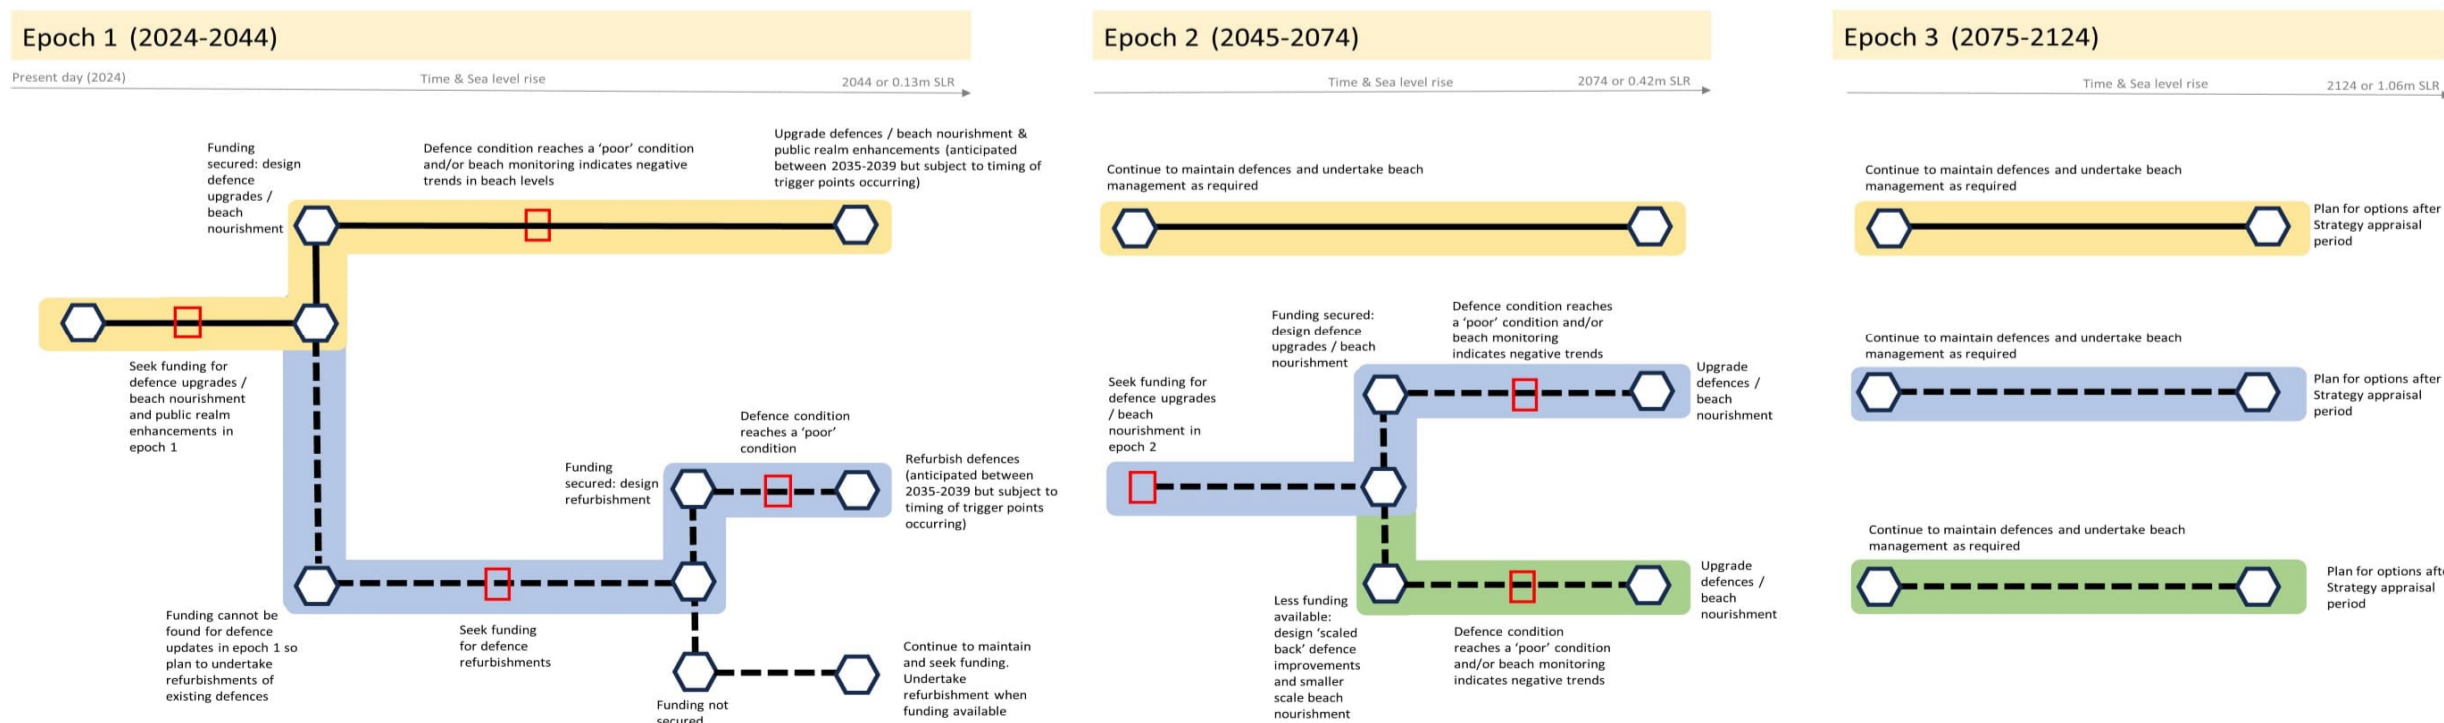 Epoch 1 (2024-2044)
Present day (2024)
Time & Sea level rise
2044 or 0.13m SLR
Funding
secured: design
defence
upgrades /
beach
nourishment
Defence condition reaches a ‘poor’ condition
and/or beach monitoring indicates negative
trends in beach levels
Upgrade defences / beach nourishment &
public realm enhancements (anticipated
between 2035-2039 but subject to timing of
trigger points occurring)
Seek funding for
defence upgrades /
beach nourishment
and public realm
enhancements in
epoch 1
Defence condition
reaches a ‘poor’
condition
Funding
secured: design
refurbishment
Refurbish defences
(anticipated between
2035-2039 but subject to
timing of trigger points
occurring)
Funding cannot be
found for defence
updates in epoch 1 so
plan to undertake
refurbishments of
existing defences
Seek funding
for defence
refurbishments
Funding not
secured
Continue to maintain
and seek funding.
Undertake
refurbishment when
funding available
Epoch 2 (2045-2074)
Time & Sea level rise
2074 or 0.42m SLR
Continue to maintain defences and undertake beach
management as required
Seek funding for
defence upgrades
/ beach
nourishment in
epoch 2
Funding secured:
design defence
upgrades / beach
nourishment
Defence condition reaches
a ‘poor’ condition and/or
beach monitoring
indicates negative trends
Upgrade
defences /
beach
nourishment
Less funding
available:
design ‘scaled
back’ defence
improvements
and smaller
scale beach
nourishment
Defence condition
reaches a ‘poor’ condition
and/or beach monitoring
indicates negative trends
Upgrade
defences /
beach
nourishment
Epoch 3 (2075-2124)
Time & Sea level rise
2124 or 1.06m SLR
Continue to maintain defences and undertake beach
management as required
Plan for options after
Strategy appraisal
period
Continue to maintain defences and undertake beach
management as required
Plan for options after
Strategy appraisal
period
Continue to maintain defences and undertake beach
management as required
Plan for options afte
Strategy appraisal
period